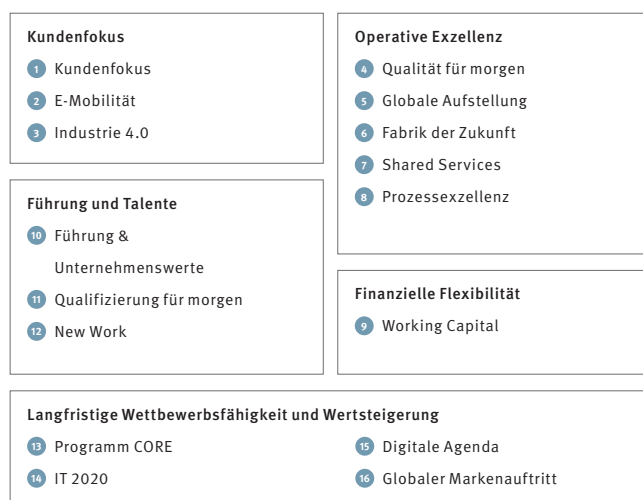 Kundenfokus
1 Kundenfokus
2 E-Mobilität
3 Industrie 4.0
Operative Exzellenz
4 Qualität für morgen
5 Globale Aufstellung
6 Fabrik der Zukunft
7 Shared Services
8 Prozessexzellenz
Führung und Talente
10 Führung &
Unternehmenswerte
11 Qualifizierung für morgen
12 New Work
Finanzielle Flexibilität
9 Working Capital
Langfristige Wettbewerbsfähigkeit und Wertsteigerung
13 Programm CORE
14 IT 2020
15 Digitale Agenda
16 Globaler Markenauftritt